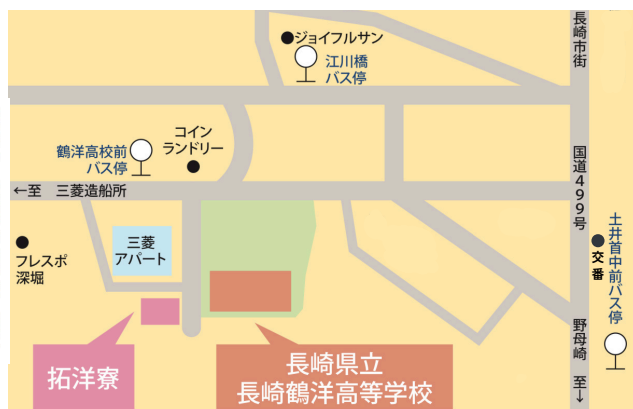 ジョイフルサン
江川橋
バス停
長崎市街
コイン
ランドリー
鶴洋高校前
バス停
国道499号
←至 三菱造船所
土井首中前バス停
交番
三菱
アパート
フレスポ
深堀
野母崎 至→
拓洋寮
長崎県立
長崎鶴洋高等学校